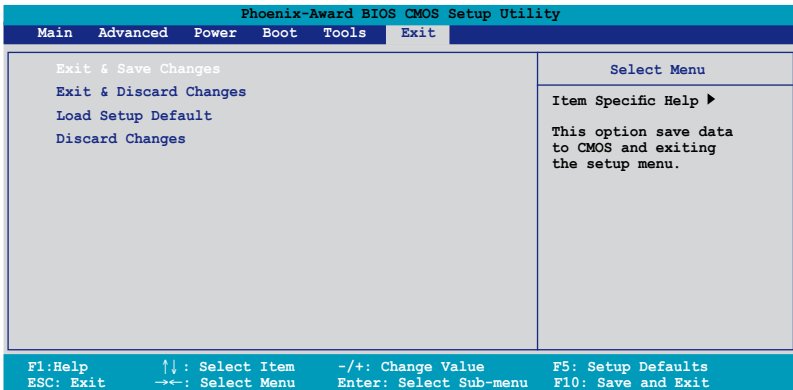 Phoenix-Award BIOS CMOS Setup Utility
Main Advanced Power Boot Tools Exit
Exit & Save Changes
Exit & Discard Changes
Load Setup Default
Discard Changes
Select Menu
Item Specific Help ▶
This option save data
to CMOS and exiting
the setup menu.
F1:Help ↑↓: Select Item -/+: Change Value F5: Setup Defaults
ESC: Exit →←: Select Menu Enter: Select Sub-menu F10: Save and Exit